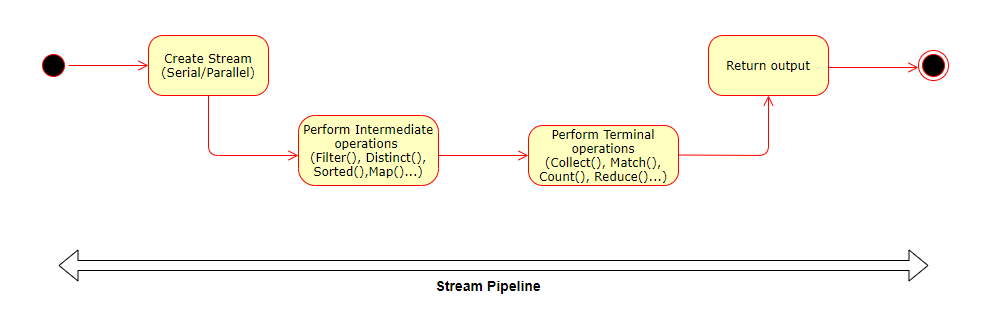 Create Stream
(Serial/Parallel)
Perform Intermediate
operations
(Filter(), Distinct(),
Sorted(),Map()...)
Perform Terminal
operations
(Collect(), Match(),
Count(), Reduce()...)
Return output
Stream Pipeline